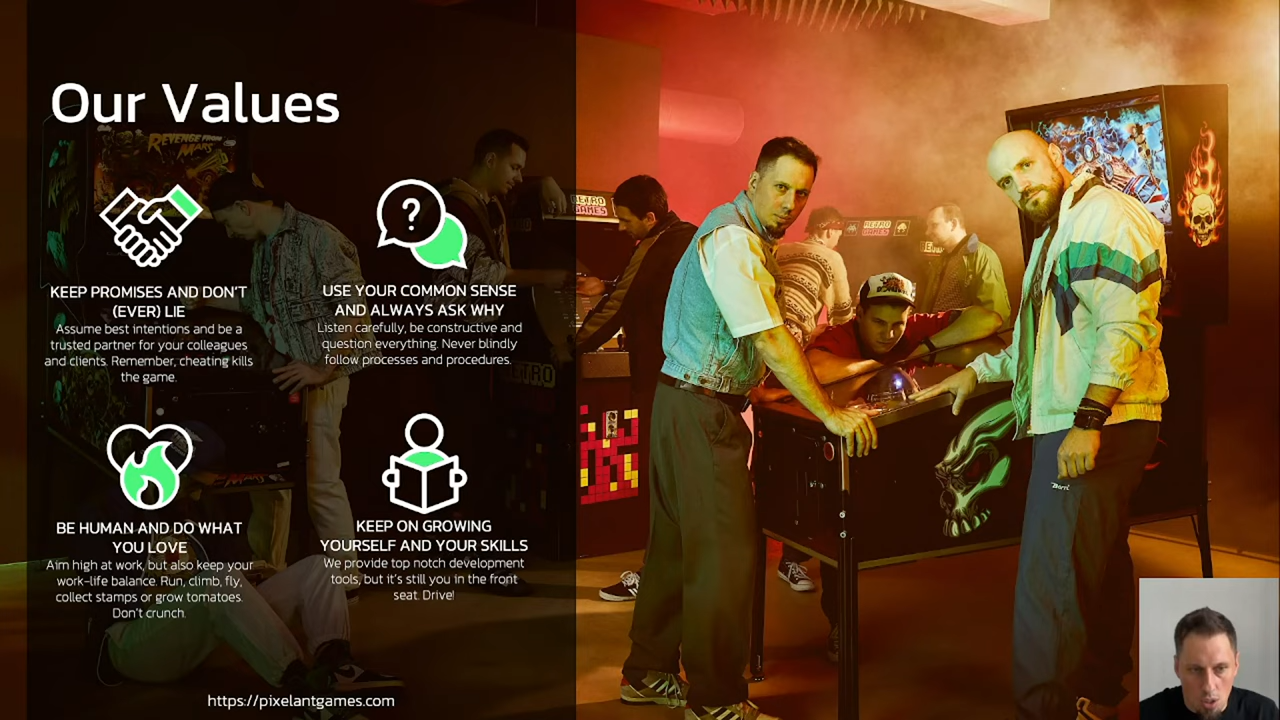 Our Values
KEEP PROMISES AND DON'T
(EVER) LIE
Assume best intentions and be a
trusted partner for your colleagues
and clients. Remember, cheating kills
the game.
USE YOUR COMMON SENSE
AND ALWAYS ASK WHY
Listen carefully, be constructive and
question everything. Never blindly
follow processes and procedures.
BE HUMAN AND DO WHAT
YOU LOVE
Aim high at work, but also keep your
work-life balance. Run, climb, fly,
collect stamps or grow tomatoes.
Don't crunch.
KEEP ON GROWING
YOURSELF AND YOUR SKILLS
We provide top notch development
tools, but it's still you in the front
seat. Drive!
https://pixelantgames.com
REVENGE FROM
MARS
RETRO
GAMES
RETRO
GAMES
RETRO